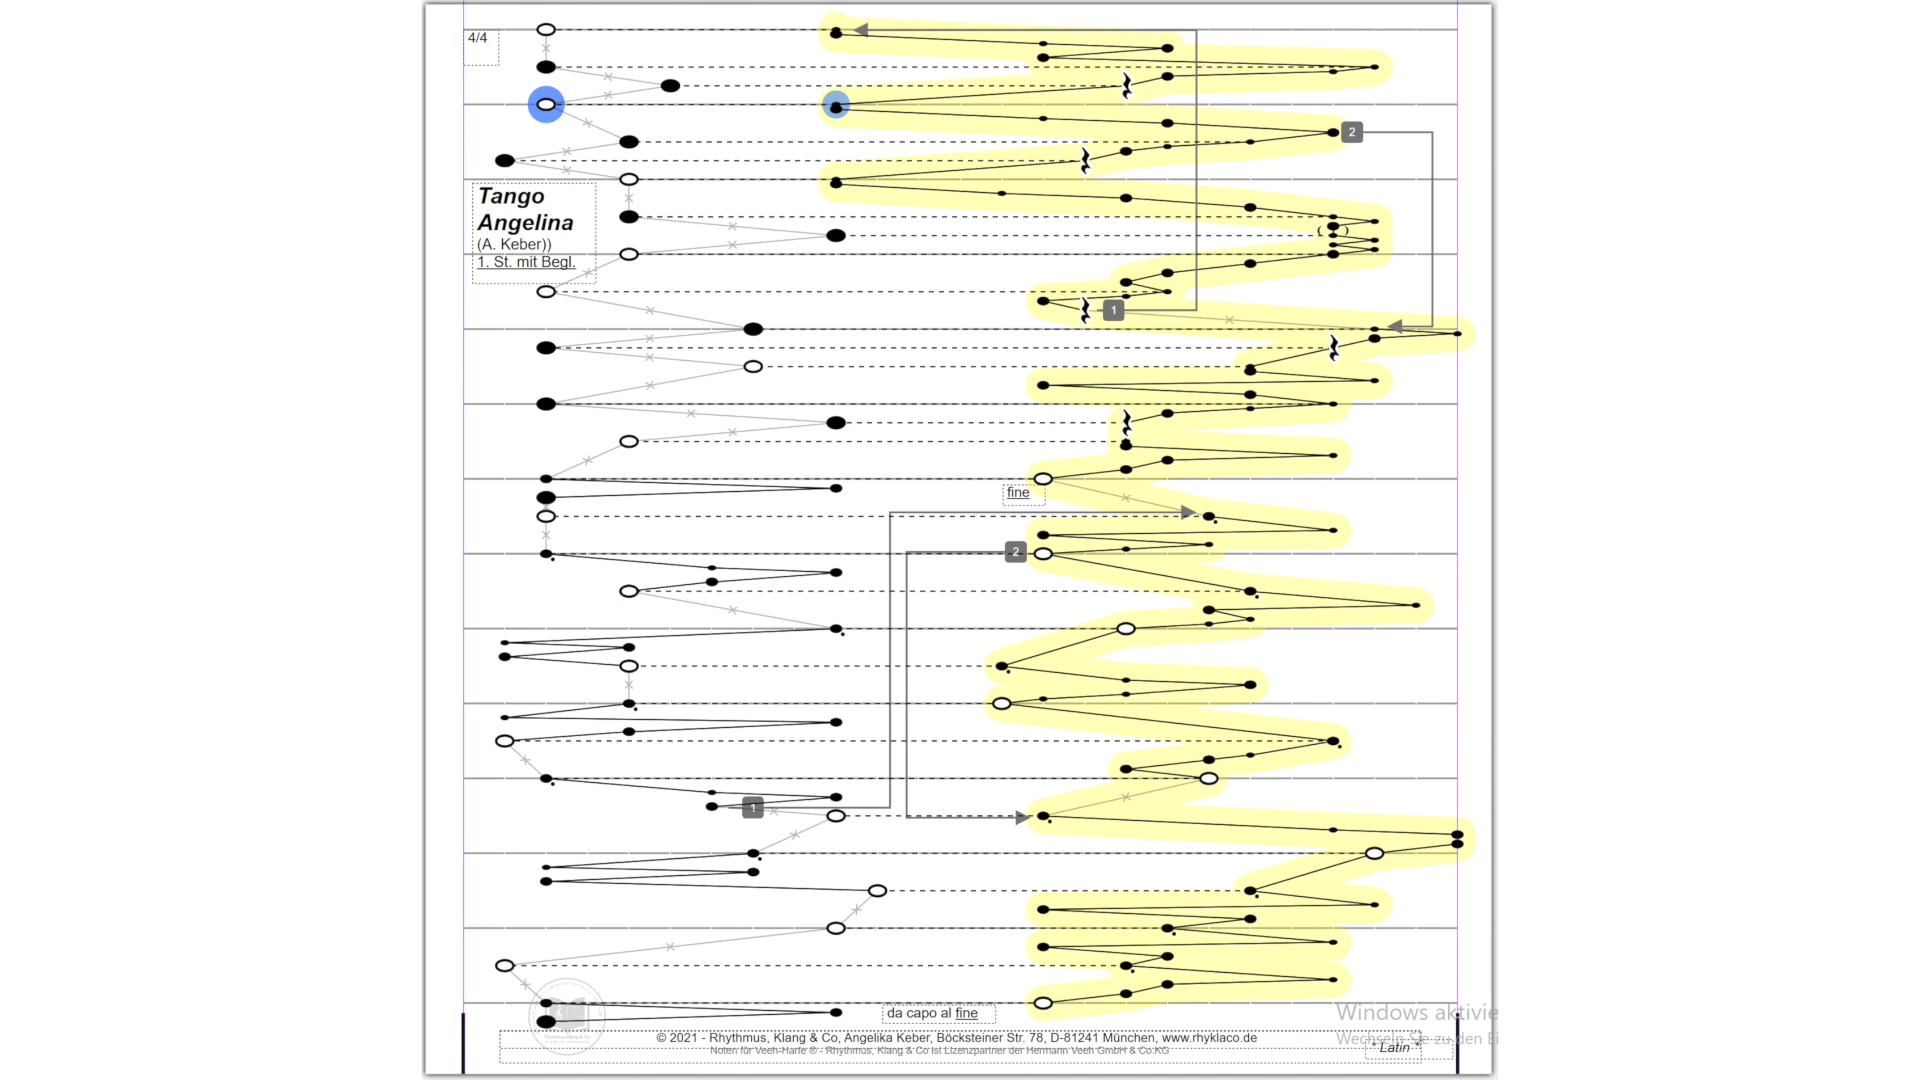 4/4
2
Tango
Angelina
(A. Keber))
1. St. mit Begl.
1
fine
2
1
da capo al fine
© 2021 - Rhythmus, Klang & Co, Angelika Keber, Böcksteiner Str. 78, D-81241 München, www.rhyklaco.de
Noten für Veeh-Harfe ® - Rhythmus, Klang & Co ist Lizenzpartner der Hermann Veeh GmbH & Co.KG
* Latin *
Windows aktivie
Wechseln Sie zu den Ei